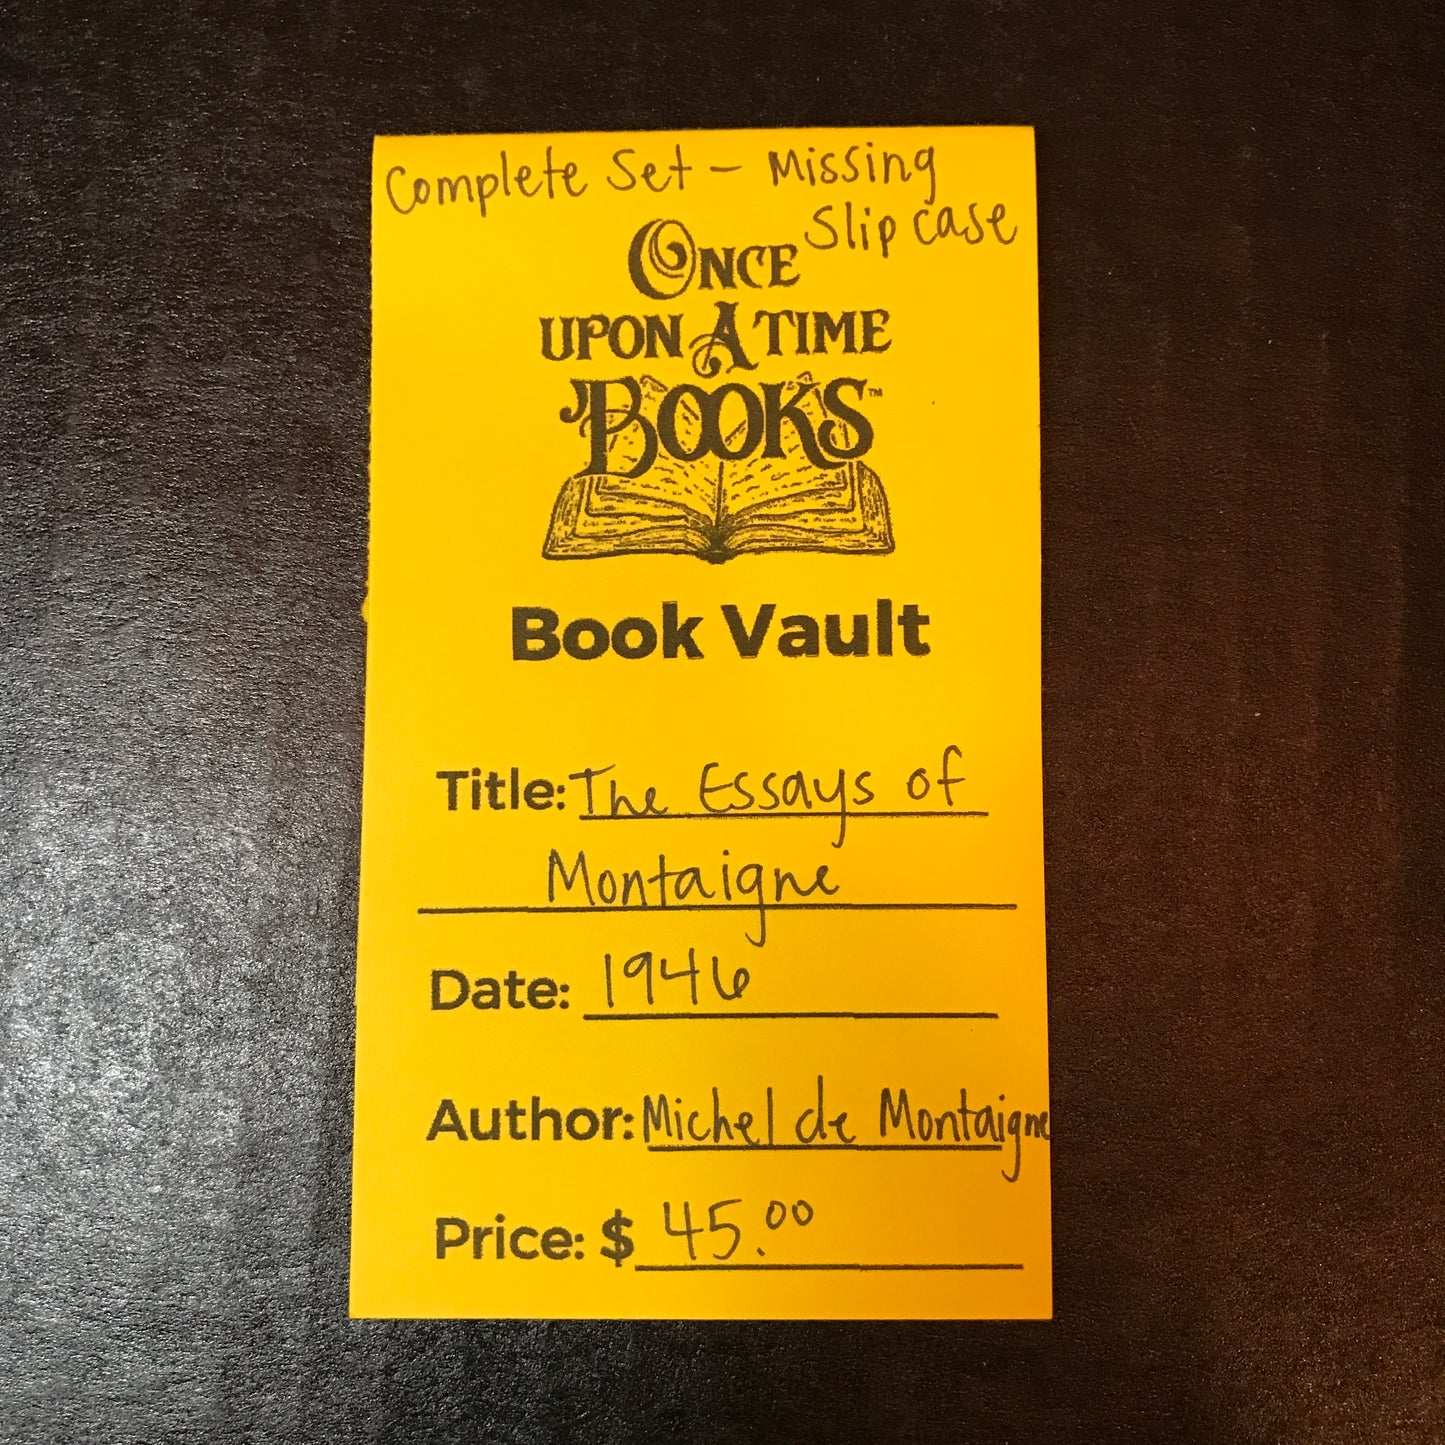 Complete Set - Missing
Slip case
ONCE
UPON A TIME
BOOKS™
Book Vault
Title: The Essays of
Montaigne
Date: 1946
Author: Michel de Montaigne
Price: $ 45.00